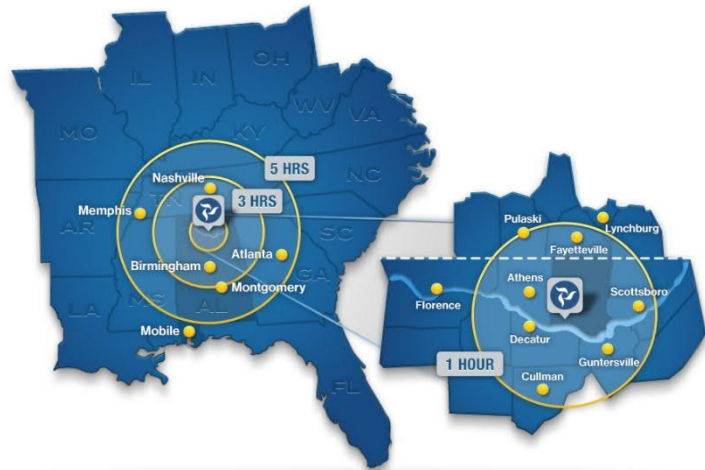 OH
IL
IN
WV
VA
MO
KY
5 HRS
Nashville
NC
TN
3 HRS
Memphis
AR
SC
Atlanta
Birmingham
GA
Montgomery
MS
AL
LA
Mobile
FL
Pulaski
Lynchburg
Fayetteville
Athens
Florence
Scottsboro
Decatur
Guntersville
1 HOUR
Cullman